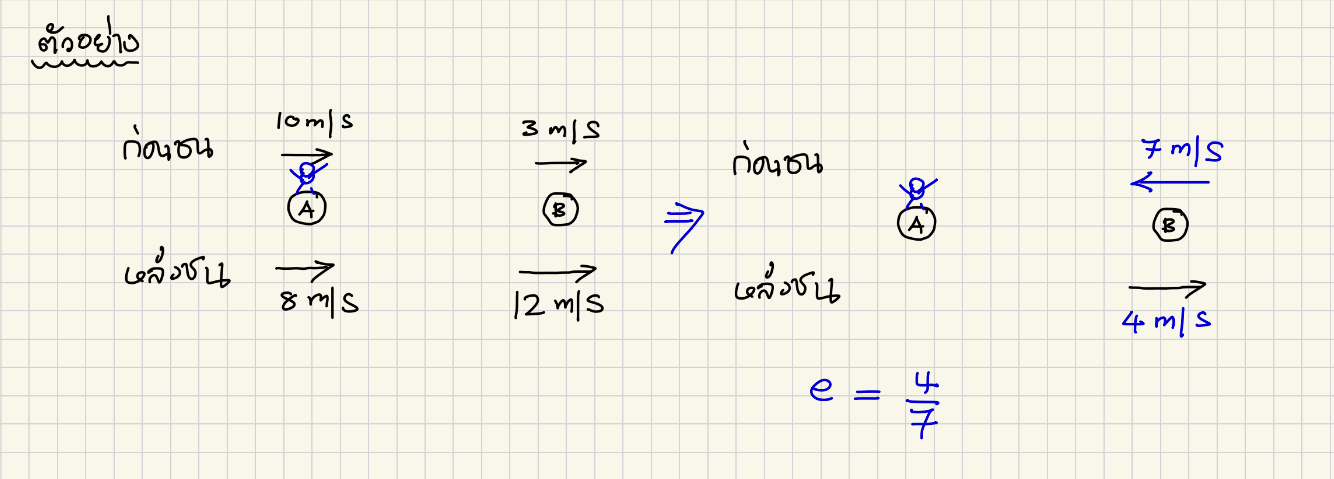 ตัวอย่าง
ก่อนชน 10 m/s 3 m/s
A B
หลังชน 8 m/s 12 m/s
⇒
ก่อนชน 7 m/s
A B
หลังชน 4 m/s
e = 4/7